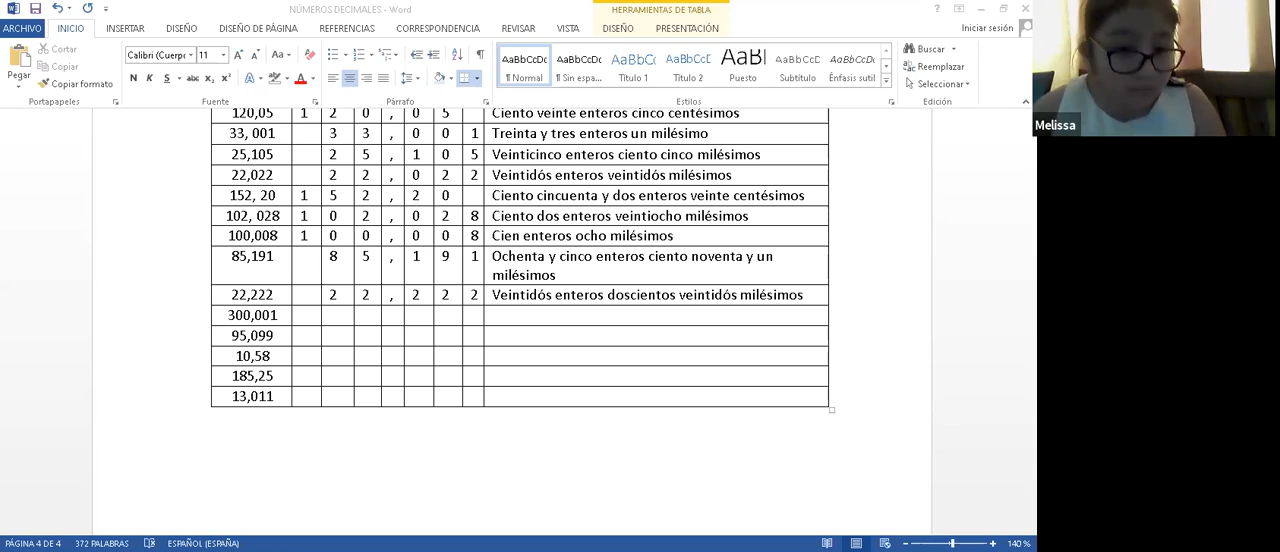 NÚMEROS DECIMALES - Word
HERRAMIENTAS DE TABLA
?
ARCHIVO INICIO INSERTAR DISEÑO DISEÑO DE PÁGINA REFERENCIAS CORRESPONDENCIA REVISAR VISTA DISEÑO PRESENTACIÓN Iniciar sesión
Pegar
Cortar
Copiar
Copiar formato
Portapapeles
Calibri (Cuerp 11
N K S abc x₂ x²
Fuente
Párrafo
AaBbCcDc AaBbCcDc AaBbCc AaBbCcD AaBbI AaBbCcD AaBbCcDc
¶ Normal ¶ Sin espa... Título 1 Título 2 Puesto Subtítulo Énfasis sutil
Estilos
Buscar
Reemplazar
Seleccionar
Edición
Melissa
120,05 1 2 0 , 0 5 Ciento veinte enteros cinco centésimos
33, 001 3 3 , 0 0 1 Treinta y tres enteros un milésimo
25,105 2 5 , 1 0 5 Veinticinco enteros ciento cinco milésimos
22,022 2 2 , 0 2 2 Veintidós enteros veintidós milésimos
152, 20 1 5 2 , 2 0 Ciento cincuenta y dos enteros veinte centésimos
102, 028 1 0 2 , 0 2 8 Ciento dos enteros veintiocho milésimos
100,008 1 0 0 , 0 0 8 Cien enteros ocho milésimos
85,191 8 5 , 1 9 1 Ochenta y cinco enteros ciento noventa y un
milésimos
22,222 2 2 , 2 2 2 Veintidós enteros doscientos veintidós milésimos
300,001
95,099
10,58
185,25
13,011
PÁGINA 4 DE 4 372 PALABRAS ESPAÑOL (ESPAÑA) 140 %